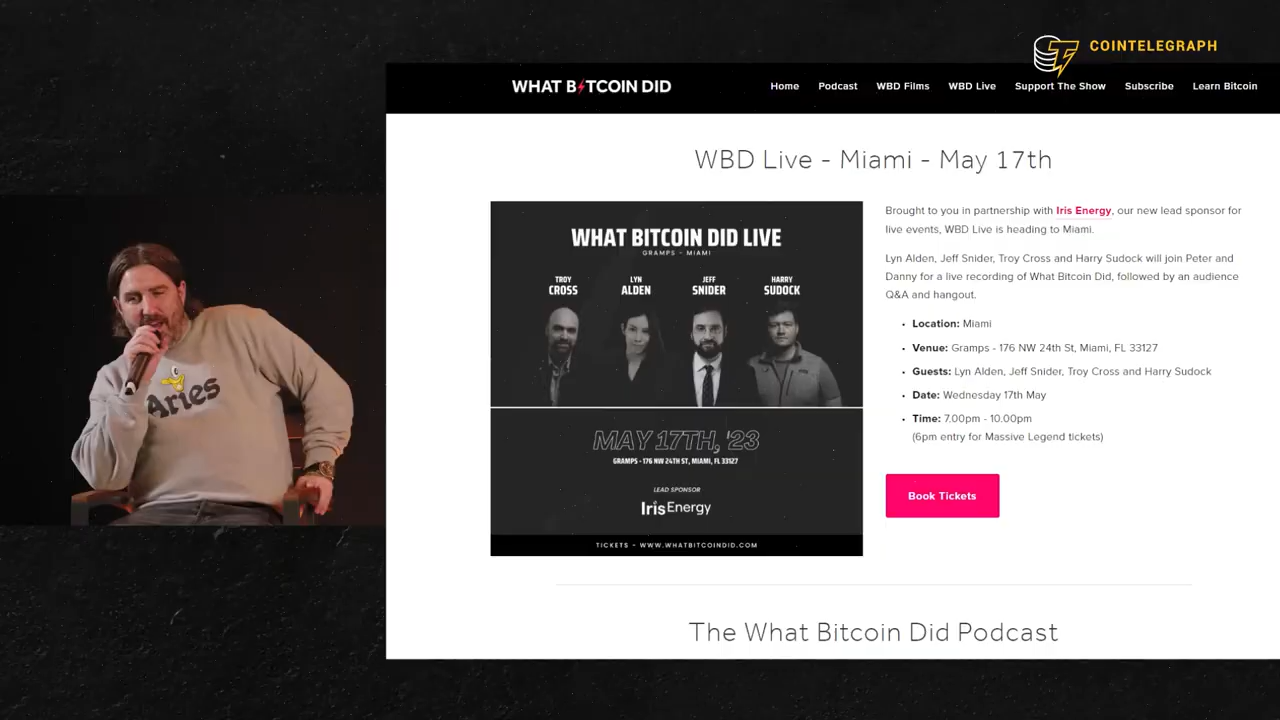 COINTELEGRAPH
WHAT B TCOIN DID
Home Podcast WBD Films WBD Live Support The Show Subscribe Learn Bitcoin
WBD Live - Miami - May 17th
WHAT BITCOIN DID LIVE
GRAMPS - MIAMI
TROY CROSS
LYN ALDEN
JEFF SNIDER
HARRY SUDOCK
MAY 17TH, '23
GRAMPS - 176 NW 24TH ST, MIAMI, FL 33127
LEAD SPONSOR
IrisEnergy
TICKETS - WWW.WHATBITCOINDID.COM
Brought to you in partnership with Iris Energy, our new lead sponsor for
live events, WBD Live is heading to Miami.
Lyn Alden, Jeff Snider, Troy Cross and Harry Sudock will join Peter and
Danny for a live recording of What Bitcoin Did, followed by an audience
Q&A and hangout.
• Location: Miami
• Venue: Gramps - 176 NW 24th St, Miami, FL 33127
• Guests: Lyn Alden, Jeff Snider, Troy Cross and Harry Sudock
• Date: Wednesday 17th May
• Time: 7.00pm - 10.00pm
(6pm entry for Massive Legend tickets)
Book Tickets
The What Bitcoin Did Podcast
Aries